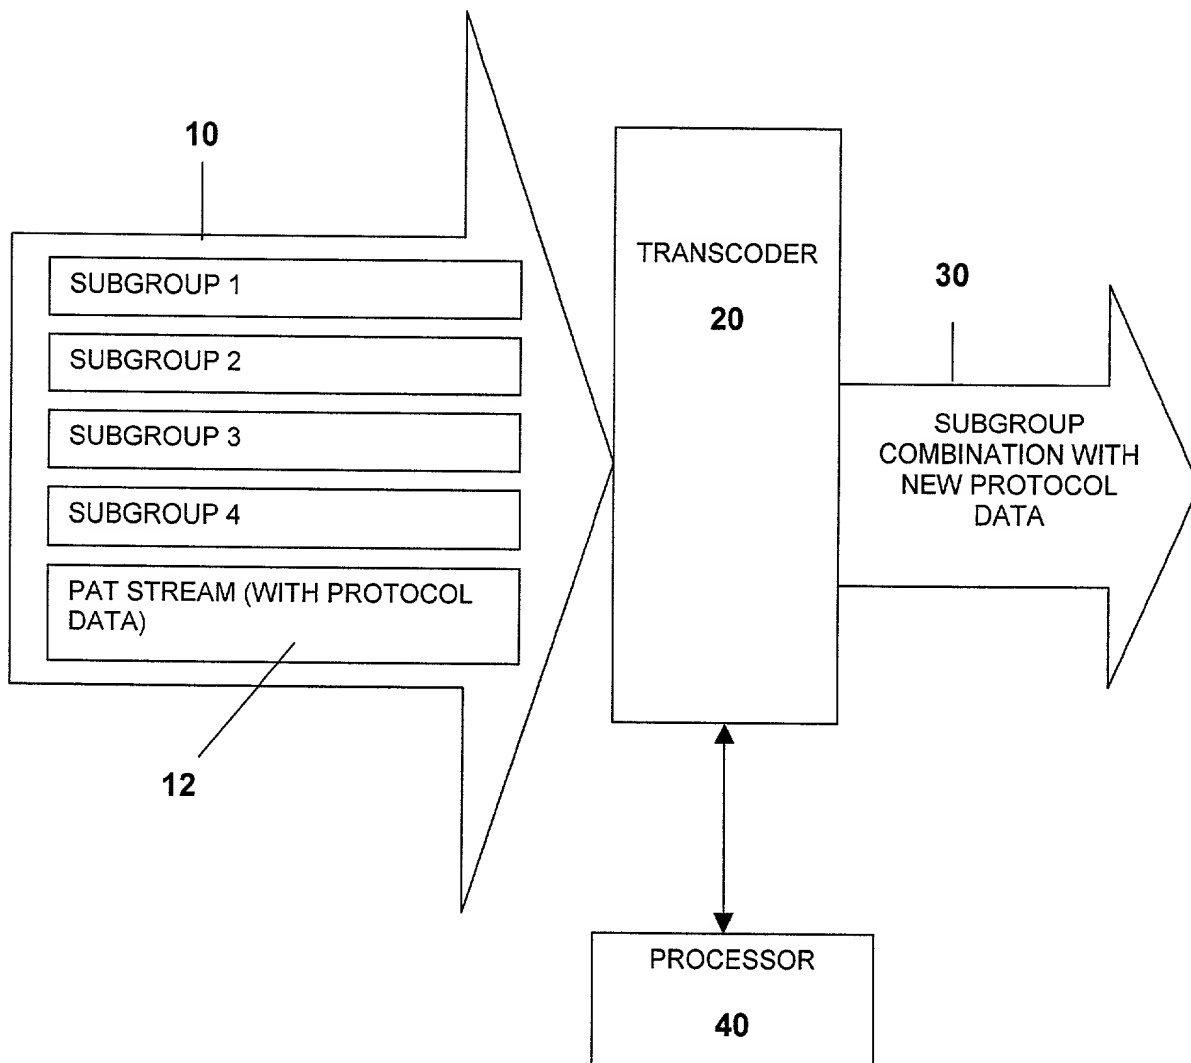 10
SUBGROUP 1
SUBGROUP 2
SUBGROUP 3
SUBGROUP 4
PAT STREAM (WITH PROTOCOL
DATA)
12
TRANSCODER
20
30
SUBGROUP
COMBINATION WITH
NEW PROTOCOL
DATA
PROCESSOR
40